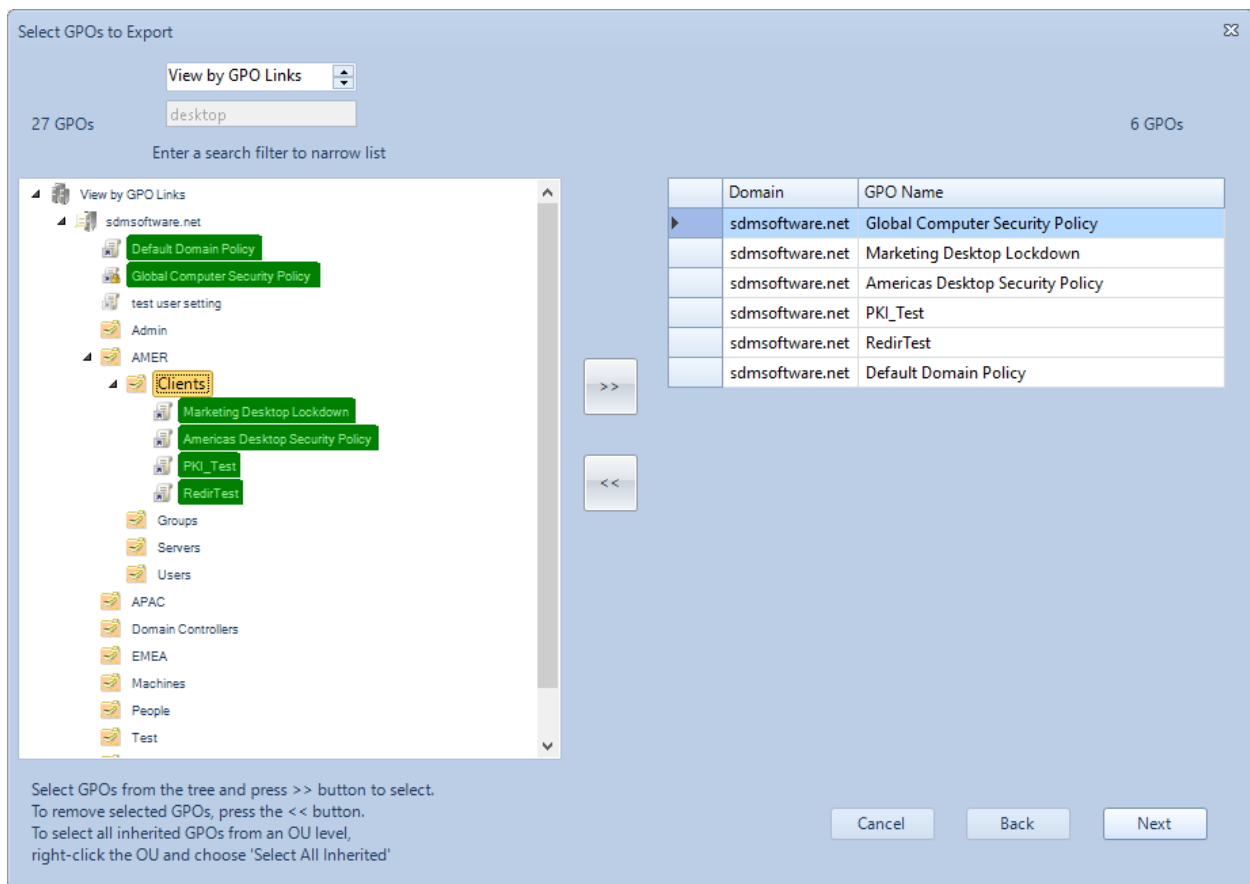 Select GPOs to Export
View by GPO Links
desktop
27 GPOs
6 GPOs
Enter a search filter to narrow list
View by GPO Links
sdmsoftware.net
Default Domain Policy
Global Computer Security Policy
test user setting
Admin
AMER
Clients
Marketing Desktop Lockdown
Americas Desktop Security Policy
PKI_Test
RedirTest
Groups
Servers
Users
APAC
Domain Controllers
EMEA
Machines
People
Test
>>
<<
Domain GPO Name
sdmsoftware.net Global Computer Security Policy
sdmsoftware.net Marketing Desktop Lockdown
sdmsoftware.net Americas Desktop Security Policy
sdmsoftware.net PKI_Test
sdmsoftware.net RedirTest
sdmsoftware.net Default Domain Policy
Select GPOs from the tree and press >> button to select.
To remove selected GPOs, press the << button.
To select all inherited GPOs from an OU level,
right-click the OU and choose 'Select All Inherited'
Cancel Back Next